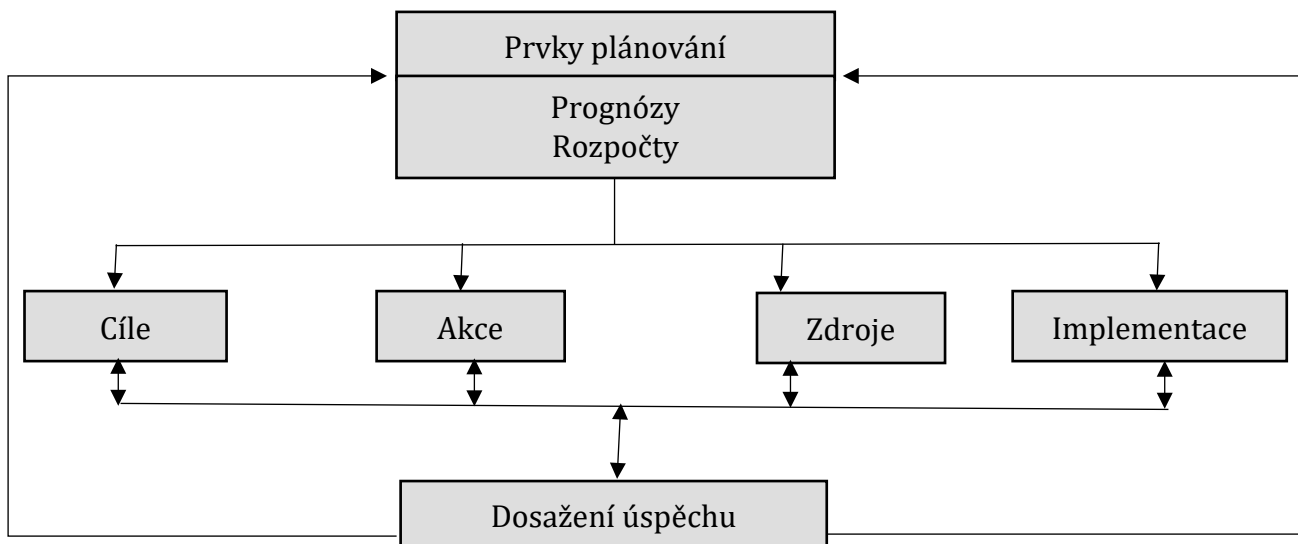 Prvky plánování
Prognózy
Rozpočty
Cíle
Akce
Zdroje
Implementace
Dosažení úspěchu